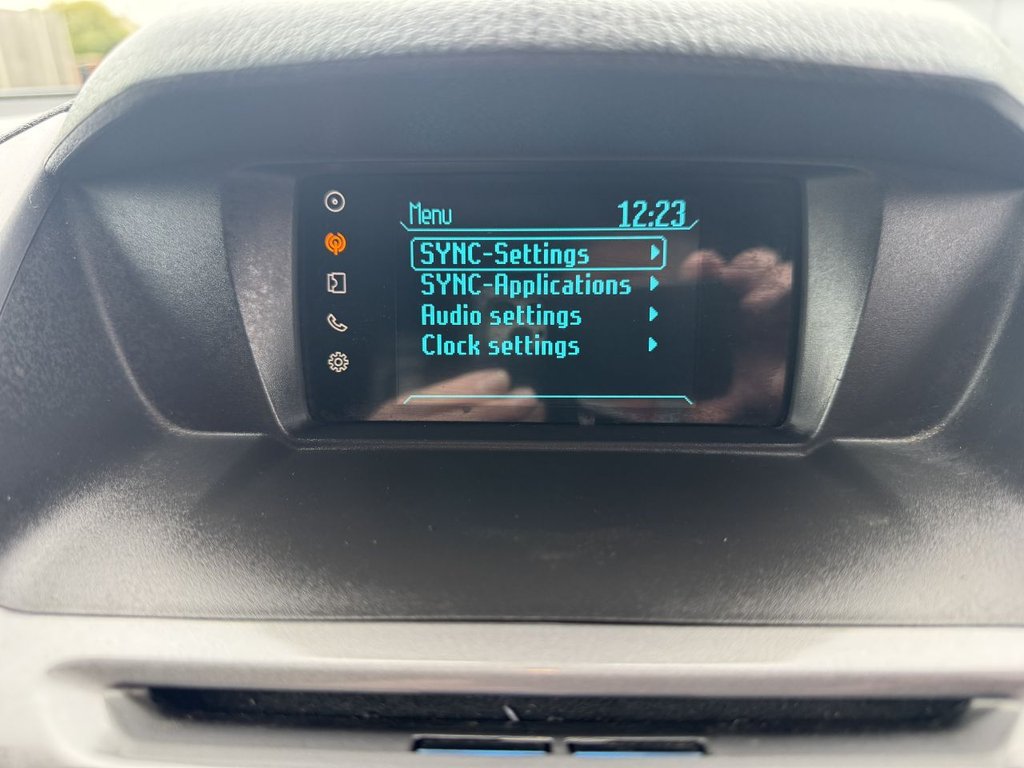 Menu 12:23
SYNC-Settings
SYNC-Applications
Audio settings
Clock settings